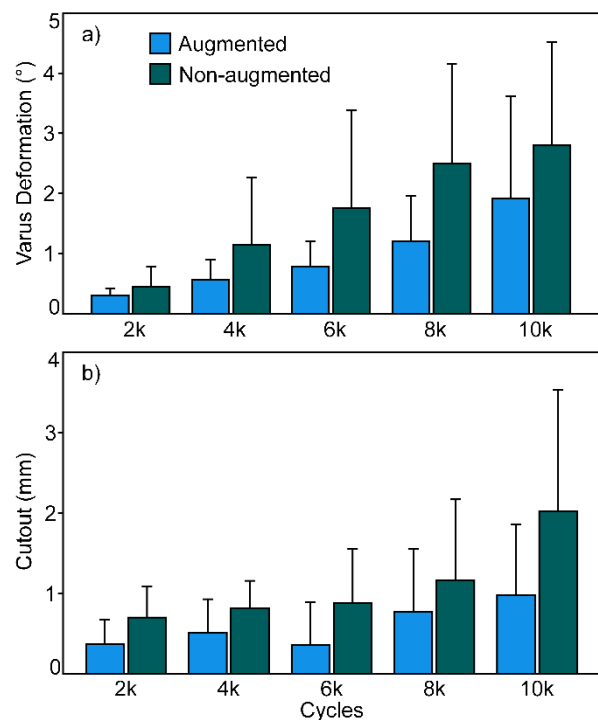 a)
Augmented
Non-augmented
Varus Deformation (°)
5
4
3
2
1
0
2k 4k 6k 8k 10k
b)
Cutout (mm)
4
3
2
1
0
2k 4k 6k 8k 10k
Cycles